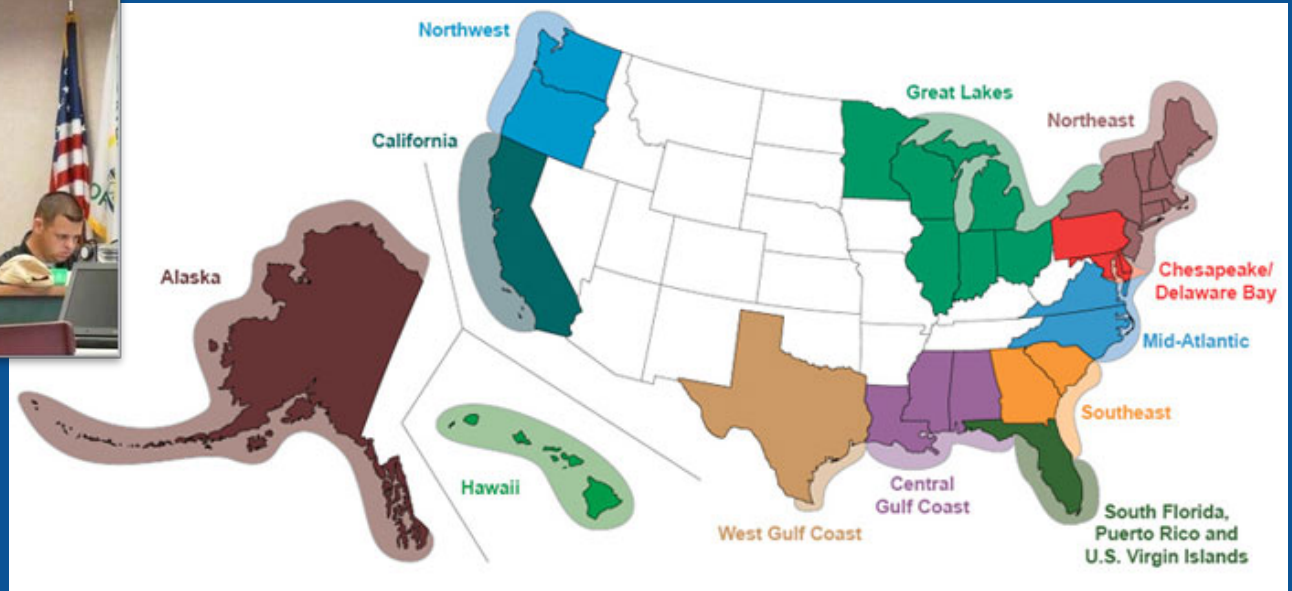 Northwest
Great Lakes
Northeast
California
Alaska
Chesapeake/
Delaware Bay
Mid-Atlantic
Southeast
Hawaii
Central
Gulf Coast
West Gulf Coast
South Florida,
Puerto Rico and
U.S. Virgin Islands